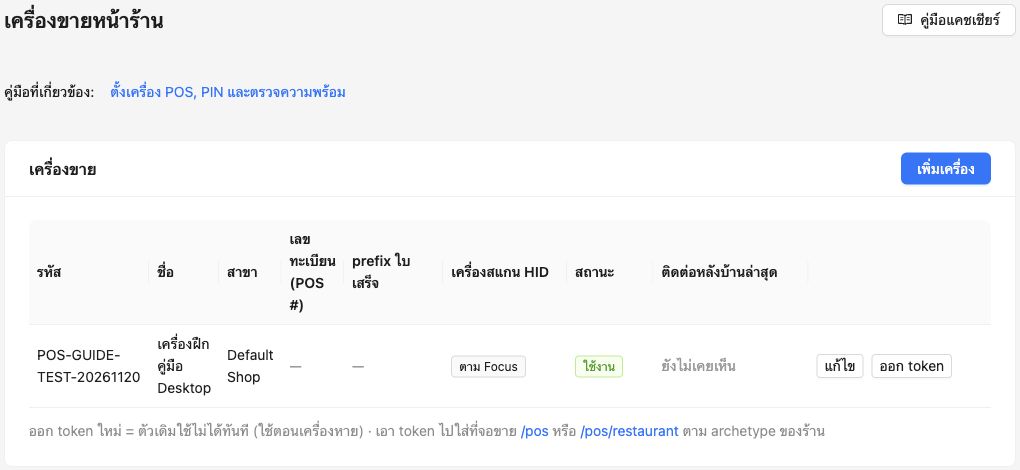 เครื่องขายหน้าร้าน
คู่มือแคชเชียร์
คู่มือที่เกี่ยวข้อง: ตั้งเครื่อง POS, PIN และตรวจความพร้อม
เครื่องขาย
เพิ่มเครื่อง
รหัส
ชื่อ
สาขา
เลข
ทะเบียน
(POS
#)
prefix ใบ
เสร็จ
เครื่องสแกน HID
สถานะ
ติดต่อหลังบ้านล่าสุด
POS-GUIDE-
TEST-20261120
เครื่องฝึก
คู่มือ
Desktop
Default
Shop
—
—
ตาม Focus
ใช้งาน
ยังไม่เคยเห็น
แก้ไข
ออก token
ออก token ใหม่ = ตัวเดิมใช้ไม่ได้ทันที (ใช้ตอนเครื่องหาย) · เอา token ไปใส่ที่จอขาย /pos หรือ /pos/restaurant ตาม archetype ของร้าน